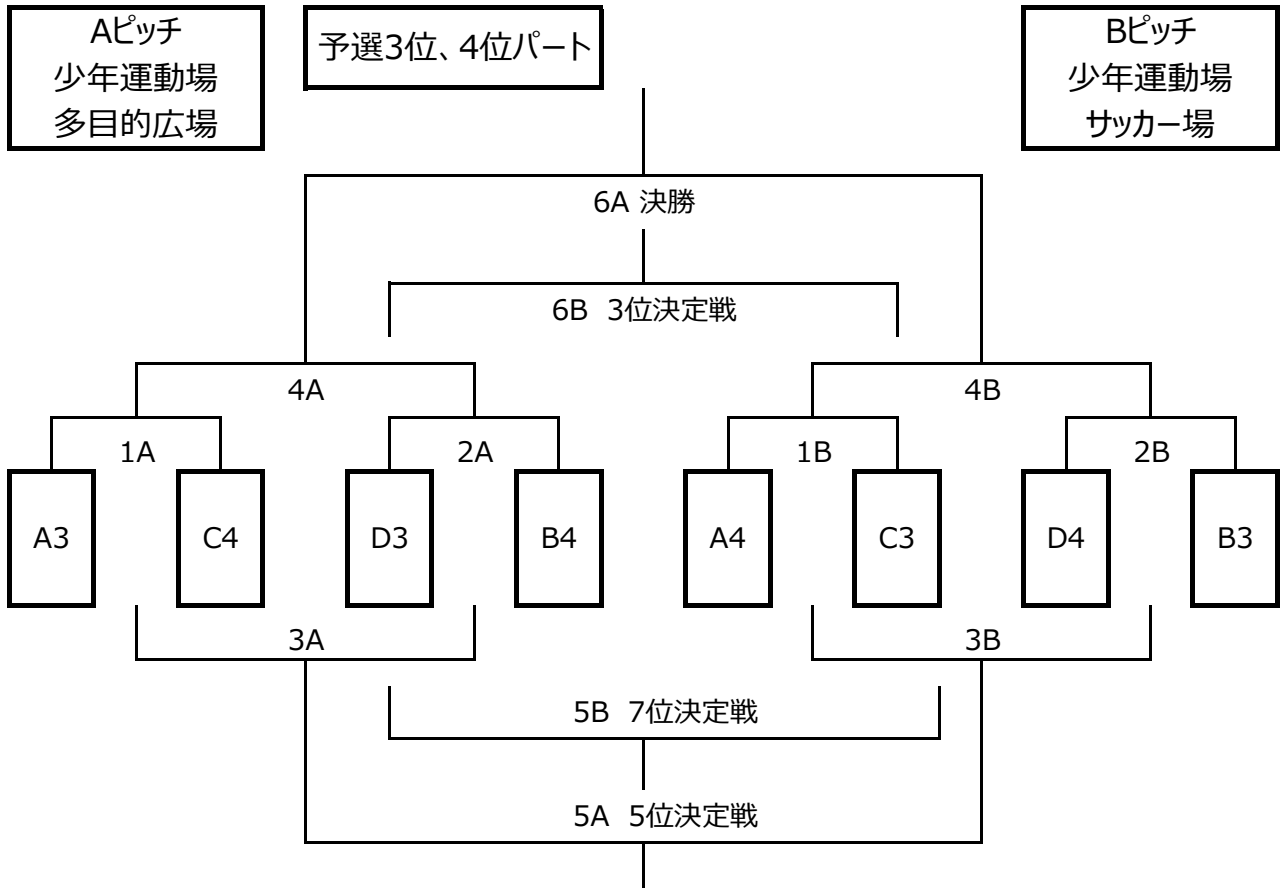 Aピッチ
少年運動場
多目的広場
予選3位、4位パート
Bピッチ
少年運動場
サッカー場
6A 決勝
6B 3位決定戦
4A
4B
1A
2A
1B
2B
A3
C4
D3
B4
A4
C3
D4
B3
3A
3B
5B 7位決定戦
5A 5位決定戦